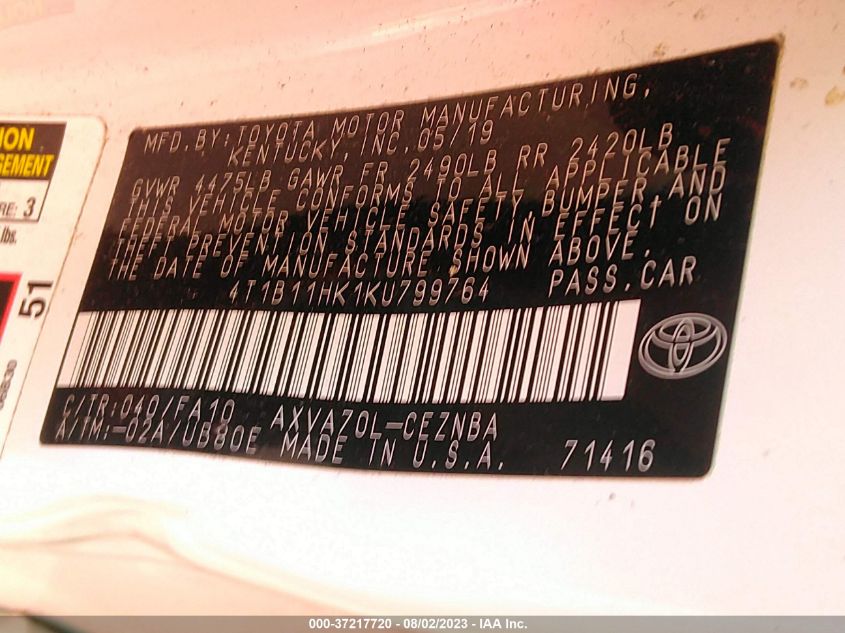 ION
GEMENT
RE: 3
lbs.
51
MFD.BY:TOYOTA MOTOR MANUFACTURING,
KENTUCKY, INC.05/19
GVWR 4475LB GAWR FR 2490LB RR 2420LB
THIS VEHICLE CONFORMS TO ALL APPLICABLE
FEDERAL MOTOR VEHICLE SAFETY,BUMPER,AND
THEFT PREVENTION STANDARDS IN EFFECT ON
THE DATE OF MANUFACTURE SHOWN ABOVE.
4T1B11HK1KU799764 PASS.CAR
C/TR:040/FA10 AXVA70L-CEZNBA
A/TM:-02A/UB80E MADE IN U.S.A. 71416
000-37217720 - 08/02/2023 - IAA Inc.